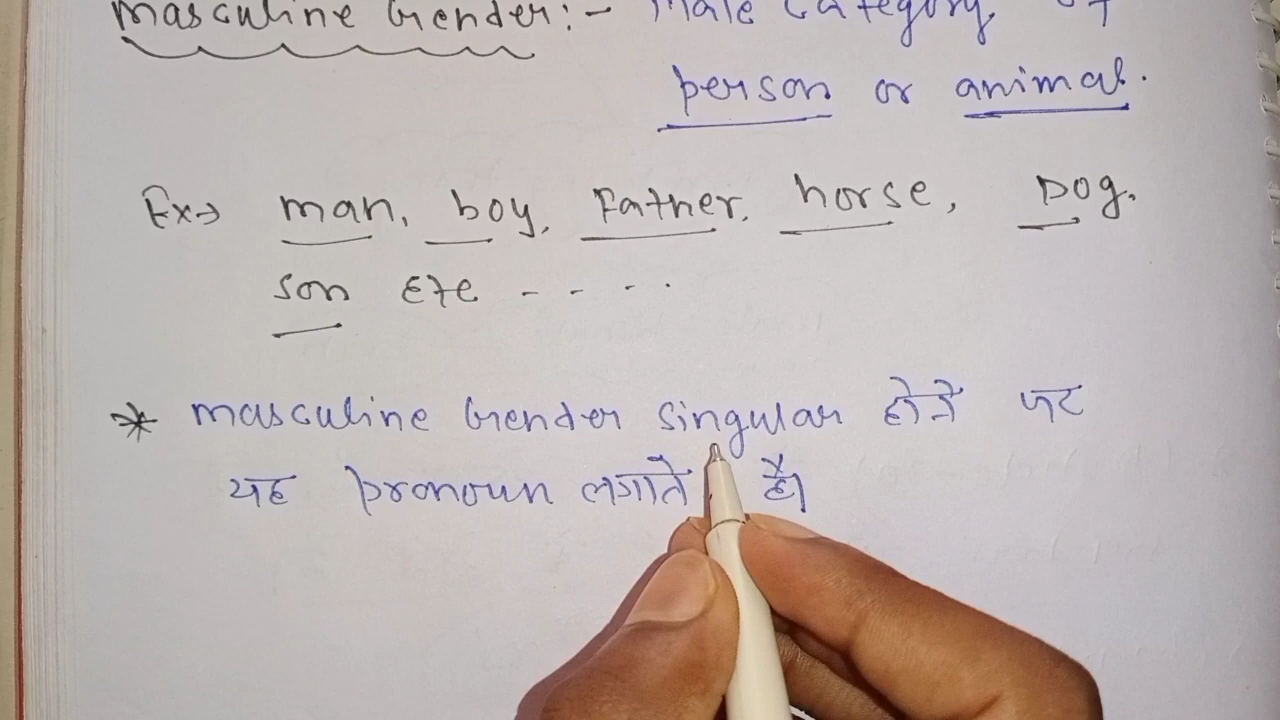 masculine Gender:- male category of
person or animal.
Ex→ man, boy, Father, horse, Dog.
son Etc - - - -
* masculine Gender singular होने पर
यह pronoun लगाते है।